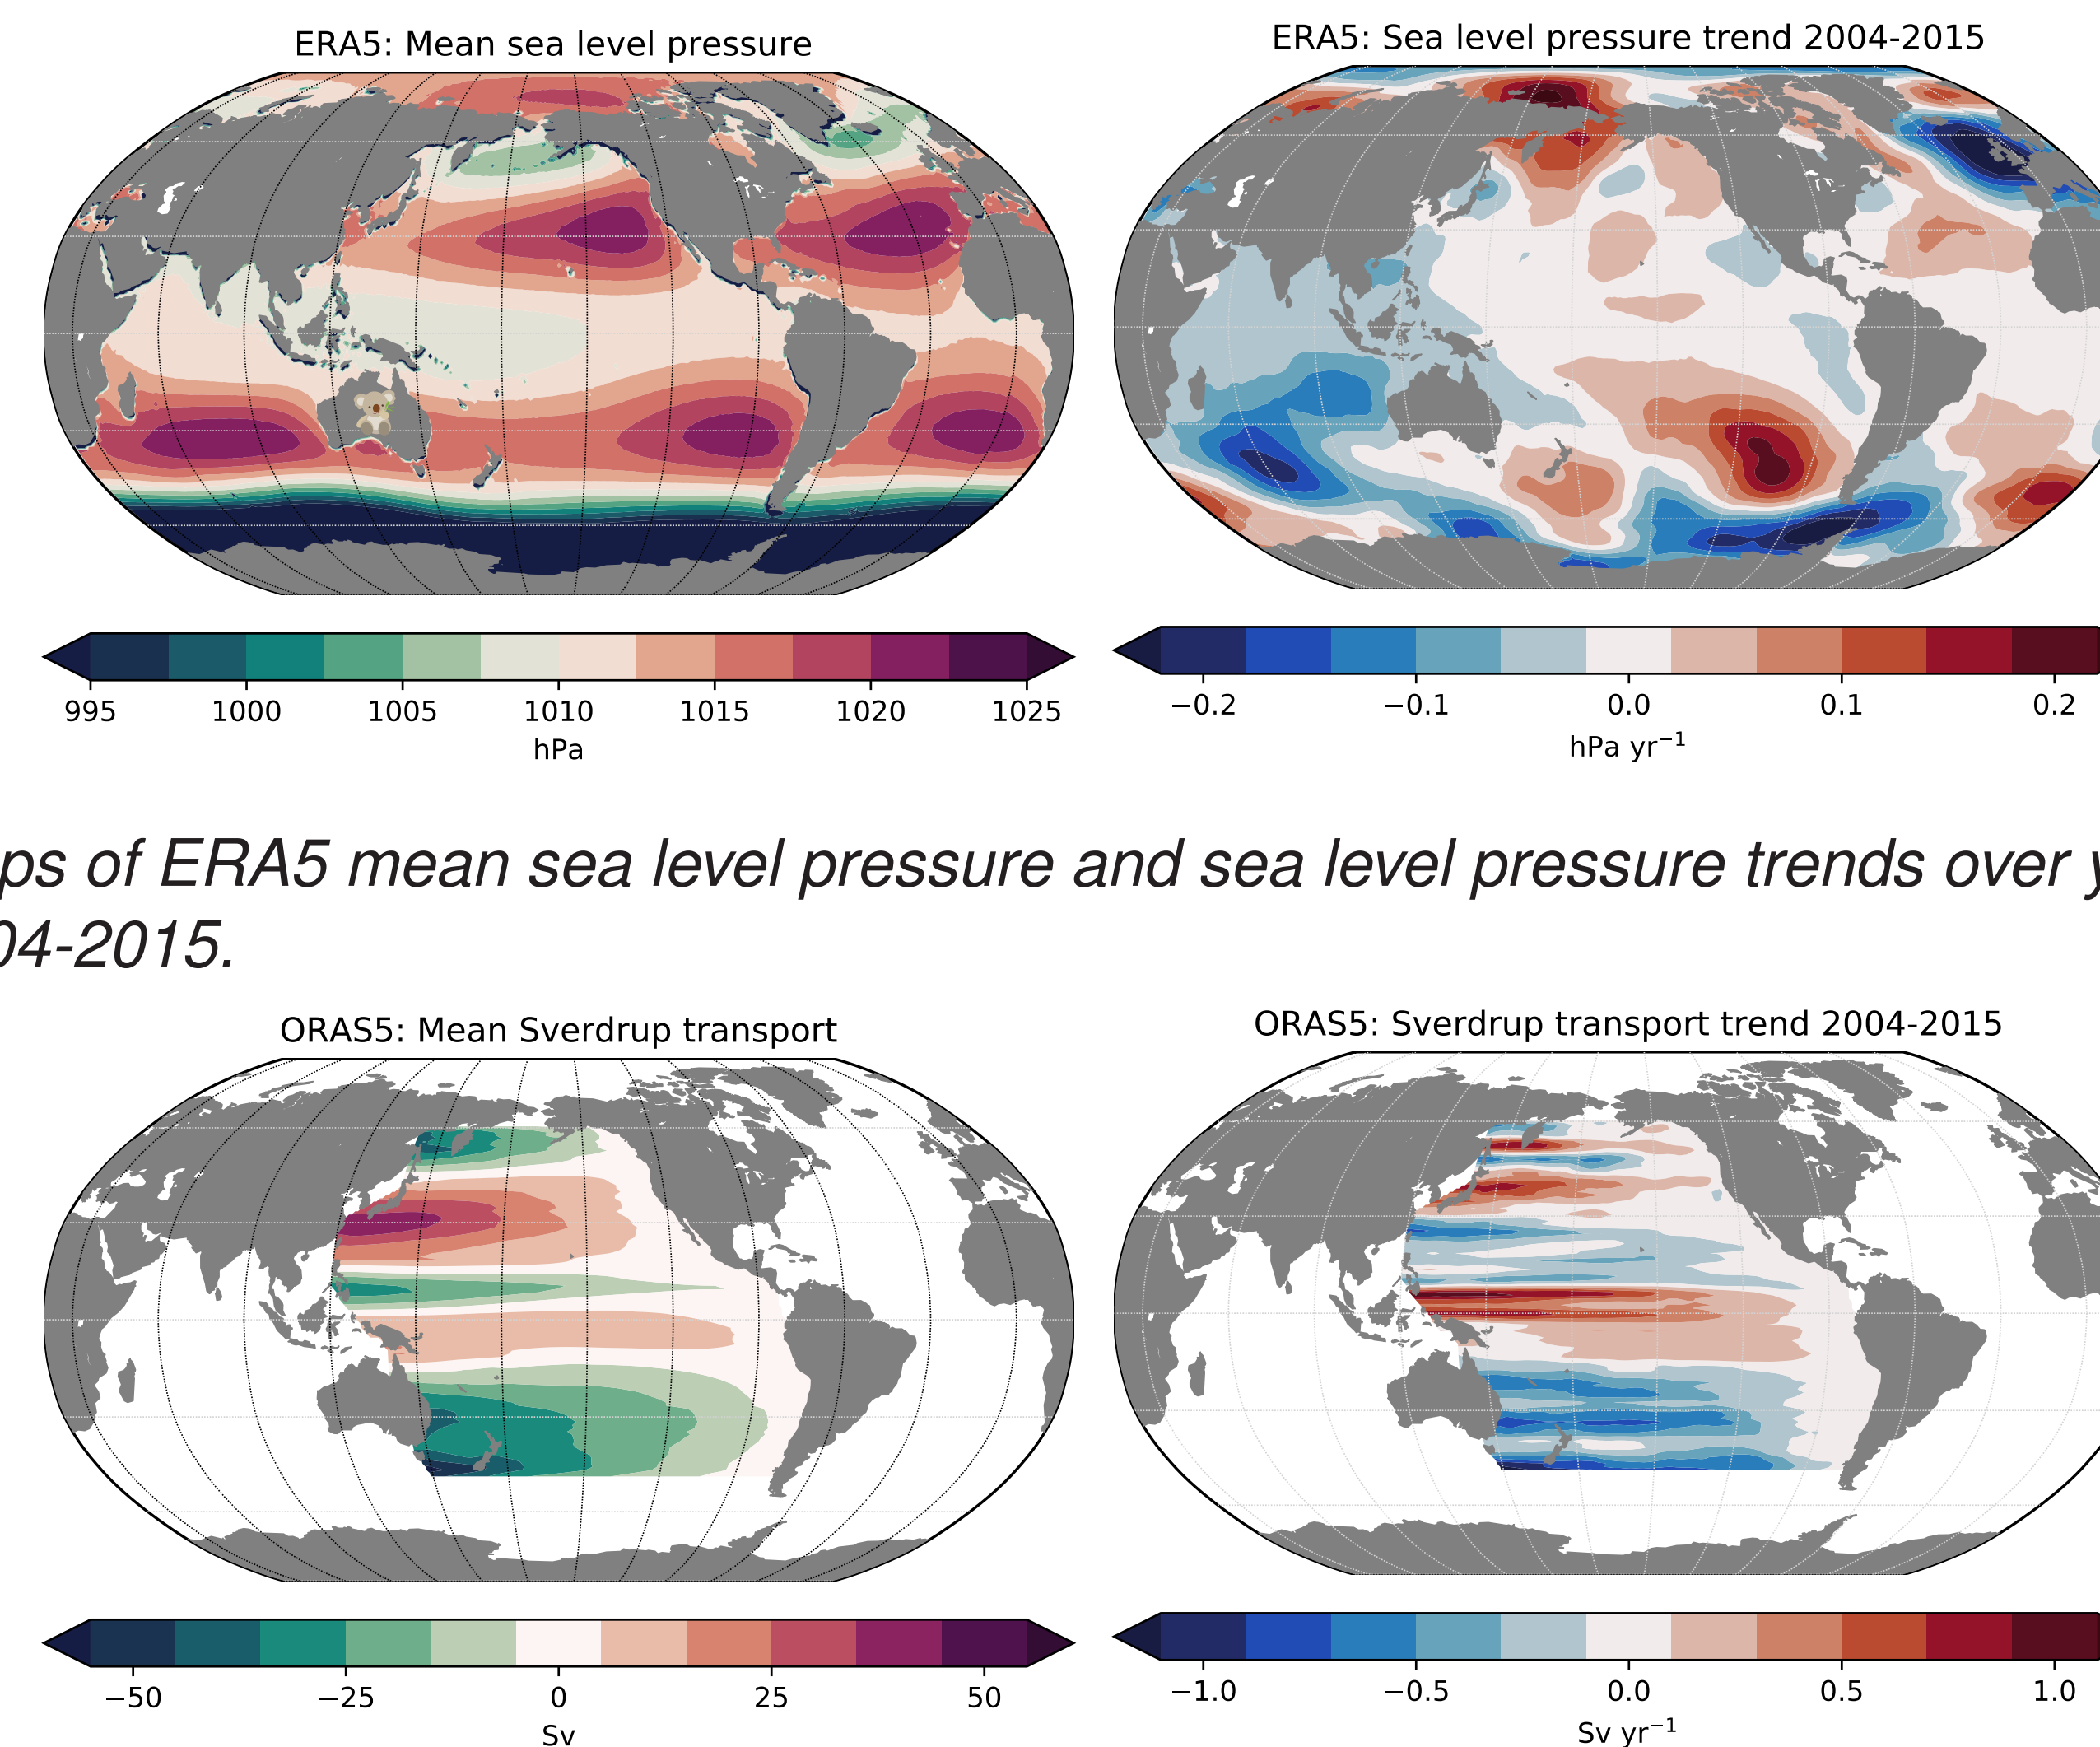 ERA5: Mean sea level pressure
ERA5: Sea level pressure trend 2004-2015
995 1000 1005 1010 1015 1020 1025
hPa
−0.2 −0.1 0.0 0.1 0.2
hPa yr⁻¹
ps of ERA5 mean sea level pressure and sea level pressure trends over y
04-2015.
ORAS5: Mean Sverdrup transport
ORAS5: Sverdrup transport trend 2004-2015
−50 −25 0 25 50
Sv
−1.0 −0.5 0.0 0.5 1.0
Sv yr⁻¹